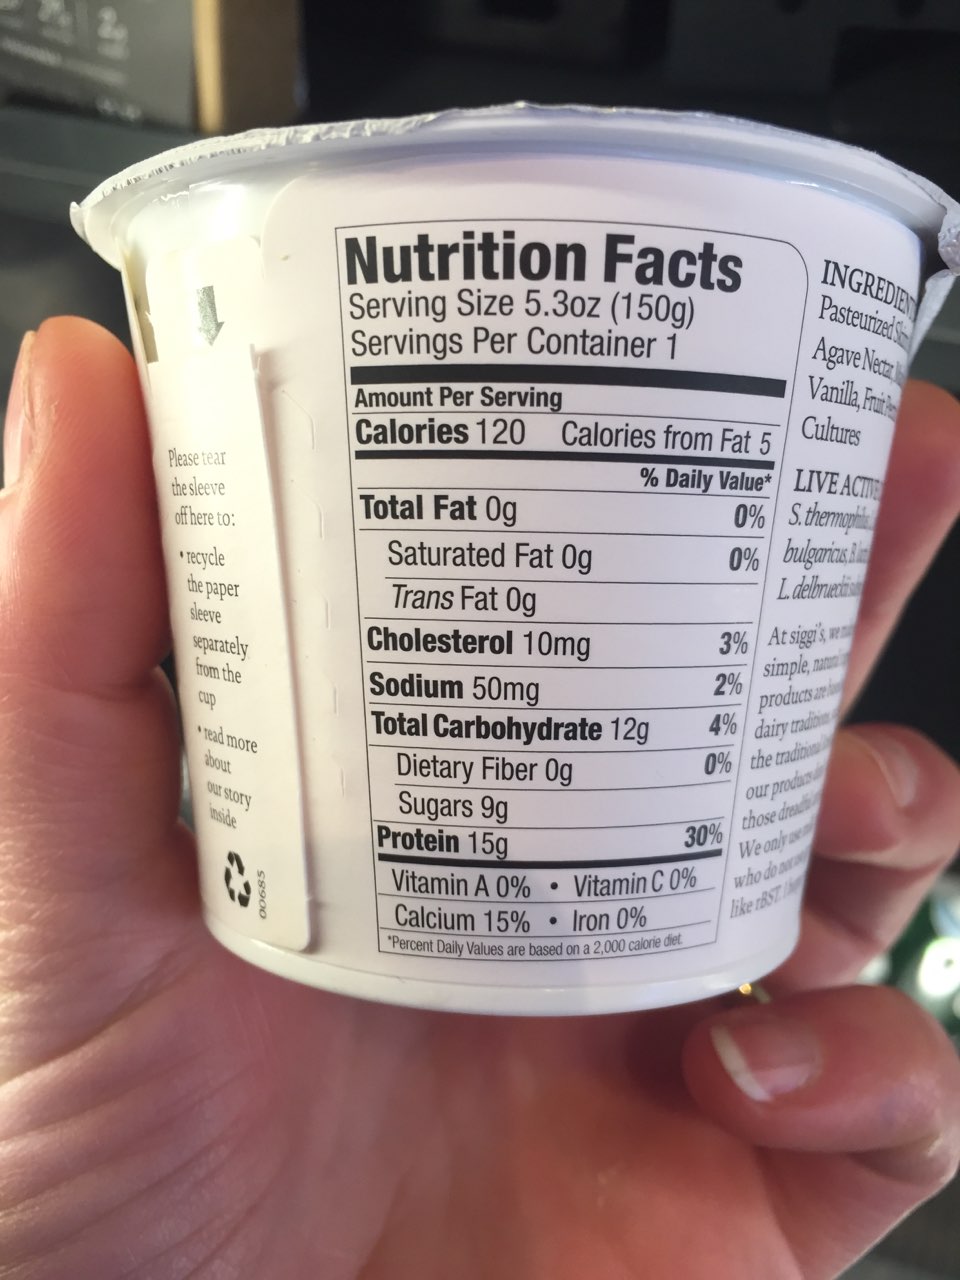 Please tear
the sleeve
off here to:
• recycle
the paper
sleeve
separately
from the
cup
• read more
about
our story
inside
00685
Nutrition Facts
Serving Size 5.3oz (150g)
Servings Per Container 1
Amount Per Serving
Calories 120 Calories from Fat 5
% Daily Value*
Total Fat 0g 0%
Saturated Fat 0g 0%
Trans Fat 0g
Cholesterol 10mg 3%
Sodium 50mg 2%
Total Carbohydrate 12g 4%
Dietary Fiber 0g 0%
Sugars 9g
Protein 15g 30%
Vitamin A 0% • Vitamin C 0%
Calcium 15% • Iron 0%
*Percent Daily Values are based on a 2,000 calorie diet.
Pasteurized
Agave Nectar,
Vanilla, Fruit
Cultures
LIVE ACTIVE
S.
bulgaricus, B.
L. delbrueckii
At siggi's, we
simple,
products are
dairy
the traditional
our products
those
We only use
who do not
like rBST.